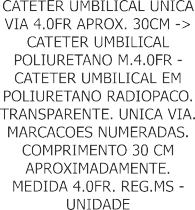 CATETER UMBILICAL UNICA
VIA 4.0FR APROX. 30CM ->
CATETER UMBILICAL
POLIURETANO M.4.0FR -
CATETER UMBILICAL EM
POLIURETANO RADIOPACO.
TRANSPARENTE. UNICA VIA.
MARCACOES NUMERADAS.
COMPRIMENTO 30 CM
APROXIMADAMENTE.
MEDIDA 4.0FR. REG.MS -
UNIDADE